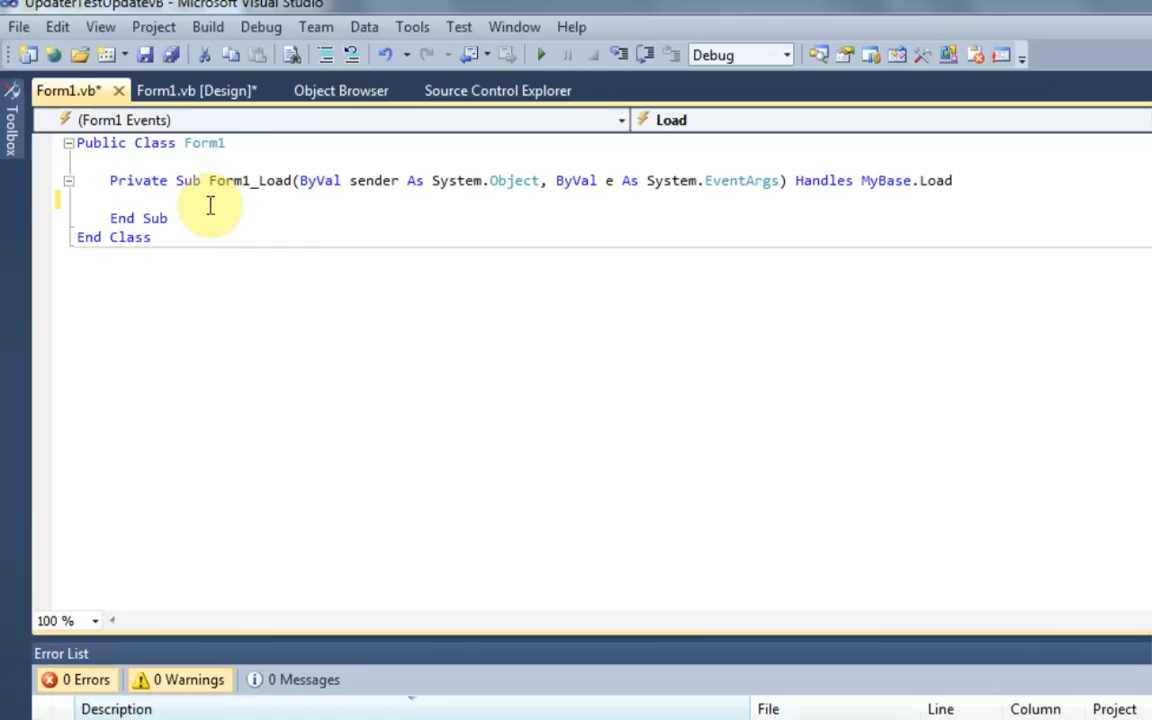 UpdaterTestUpdatevB - Microsoft Visual Studio
File Edit View Project Build Debug Team Data Tools Test Window Help
Debug
Toolbox
Form1.vb* Form1.vb [Design]* Object Browser Source Control Explorer
(Form1 Events) Load
Public Class Form1
Private Sub Form1_Load(ByVal sender As System.Object, ByVal e As System.EventArgs) Handles MyBase.Load
End Sub
End Class
100 %
Error List
0 Errors 0 Warnings 0 Messages
Description File Line Column Project